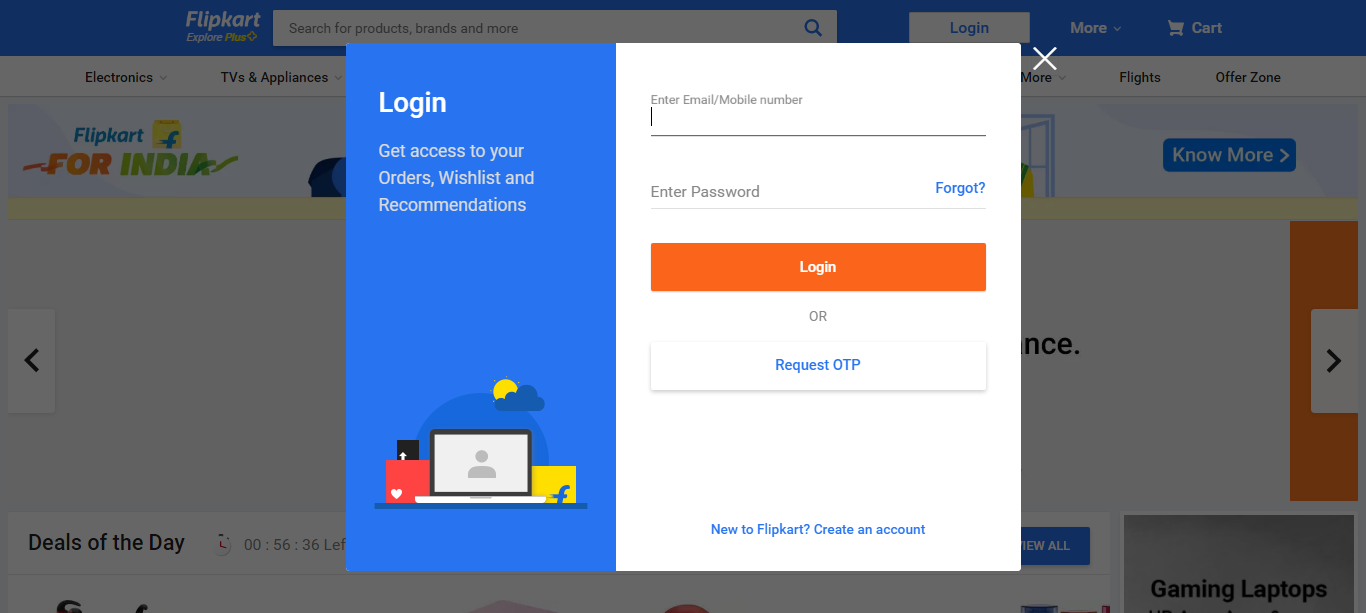 Flipkart
Explore Plus
Search for products, brands and more
Login
More
Cart
Electronics
TVs & Appliances
More
Flights
Offer Zone
Flipkart
FOR INDIA
Know More
Login
Get access to your
Orders, Wishlist and
Recommendations
Enter Email/Mobile number
Enter Password
Forgot?
Login
OR
Request OTP
New to Flipkart? Create an account
nce.
Deals of the Day
00 : 56 : 36 Lef
VIEW ALL
Gaming Laptops